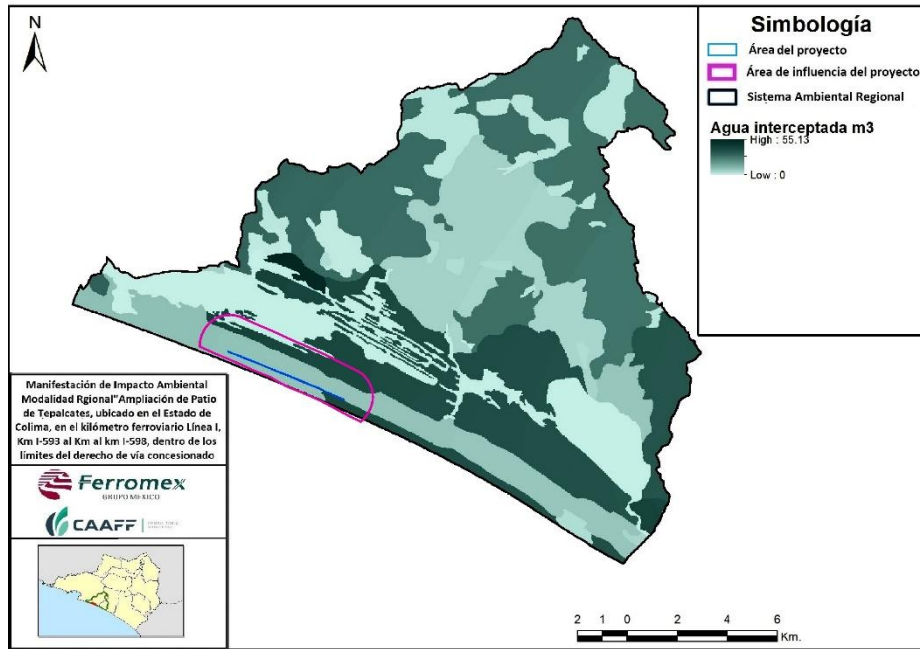 N
Simbología
Área del proyecto
Área de influencia del proyecto
Sistema Ambiental Regional
Agua interceptada m3
High : 55.13
Low : 0
Manifestación de Impacto Ambiental
Modalidad Rgional"Ampliación de Patio
de Tepalcates, ubicado en el Estado de
Colima, en el kilómetro ferroviario Línea I,
Km I-593 al Km al km I-598, dentro de los
límites del derecho de vía concesionado
Ferromex
GRUPO MEXICO
CAAFF
2 1 0 2 4 6
Km.